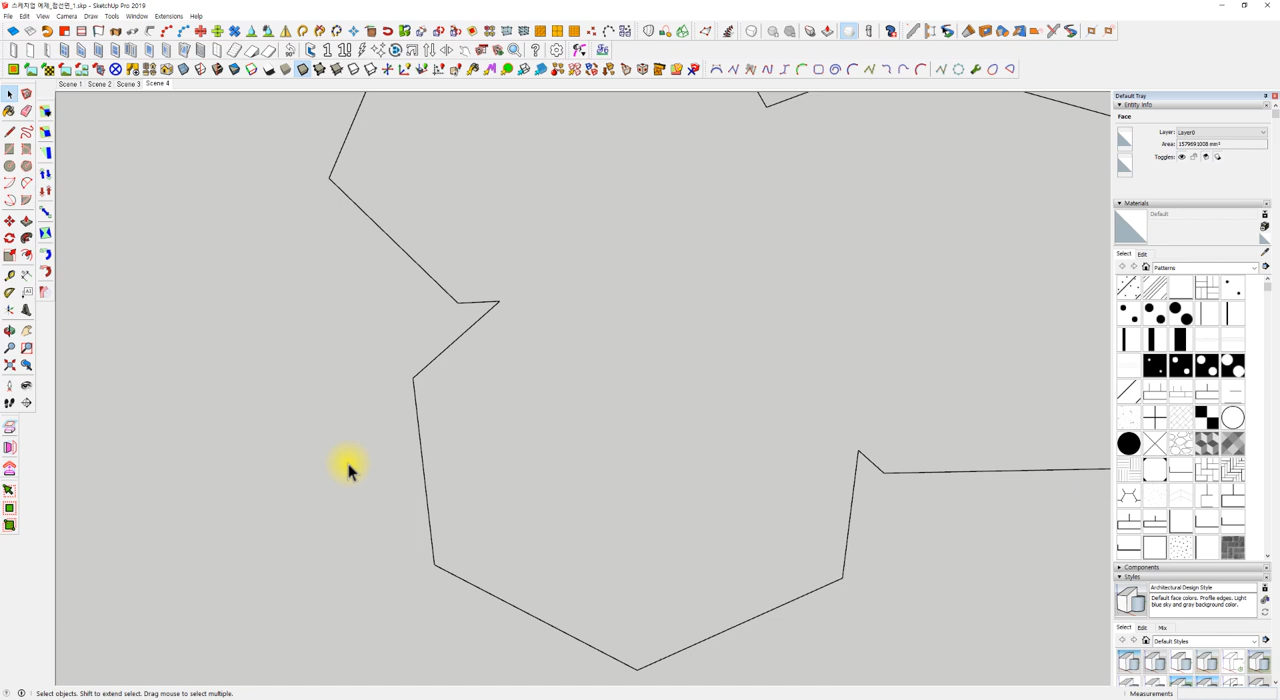 스케치업 예제_점선면_1.skp - SketchUp Pro 2019
File Edit View Camera Draw Tools Window Extensions Help
Scene 1 Scene 2 Scene 3 Scene 4
Default Tray
Entity Info
Face
Layer: Layer0
Area: 1579691008 mm²
Toggles:
Materials
Default
Select Edit
Patterns
Components
Styles
Architectural Design Style
Default face colors. Profile edges. Light
blue sky and gray background color.
Select Edit Mix
Default Styles
Select objects. Shift to extend select. Drag mouse to select multiple.
Measurements